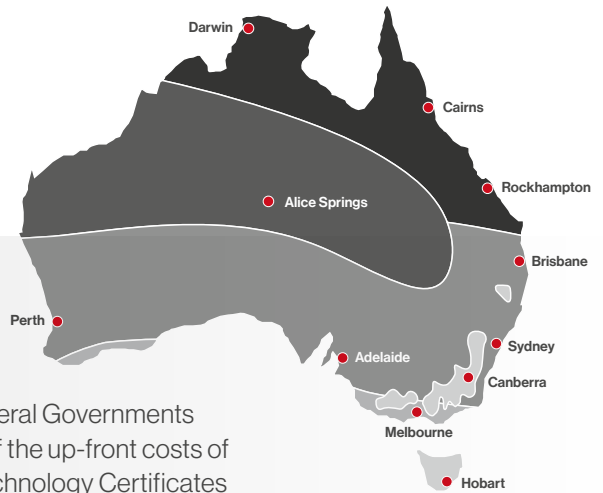 Darwin
Cairns
Rockhampton
Alice Springs
Brisbane
Perth
Sydney
Adelaide
Canberra
Melbourne
Hobart
eral Governments
the up-front costs of
chnology Certificates